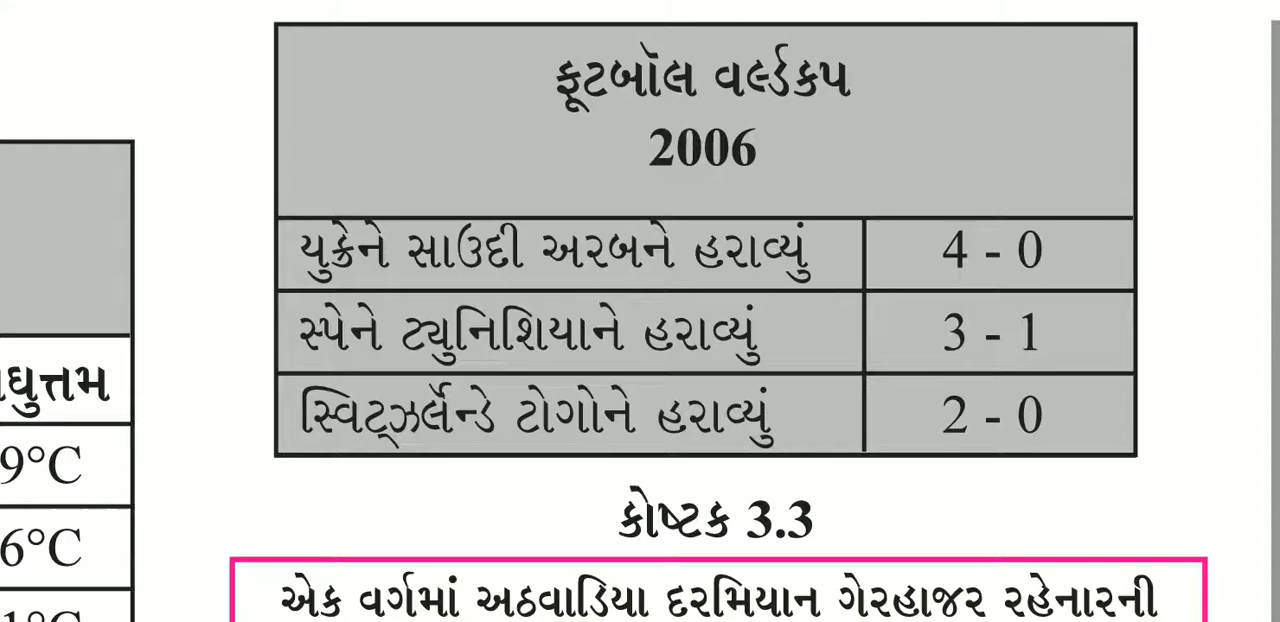 ફૂટબૉલ વર્લ્ડકપ
2006
યુક્રેને સાઉદી અરબને હરાવ્યું 4 - 0
સ્પેને ટ્યુનિશિયાને હરાવ્યું 3 - 1
સ્વિટ્ઝર્લૅન્ડે ટોગોને હરાવ્યું 2 - 0
કોષ્ટક 3.3
એક વર્ગમાં અઠવાડિયા દરમિયાન ગેરહાજર રહેનારની
9°C
6°C